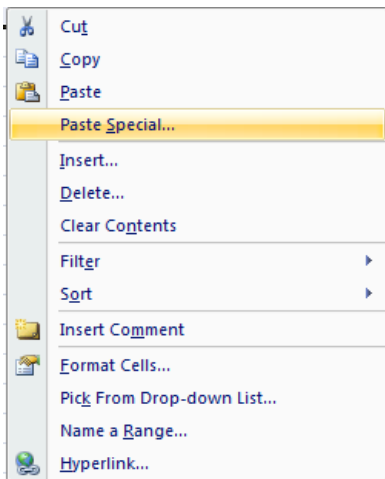 Cut
Copy
Paste
Paste Special...
Insert...
Delete...
Clear Contents
Filter
Sort
Insert Comment
Format Cells...
Pick From Drop-down List...
Name a Range...
Hyperlink...